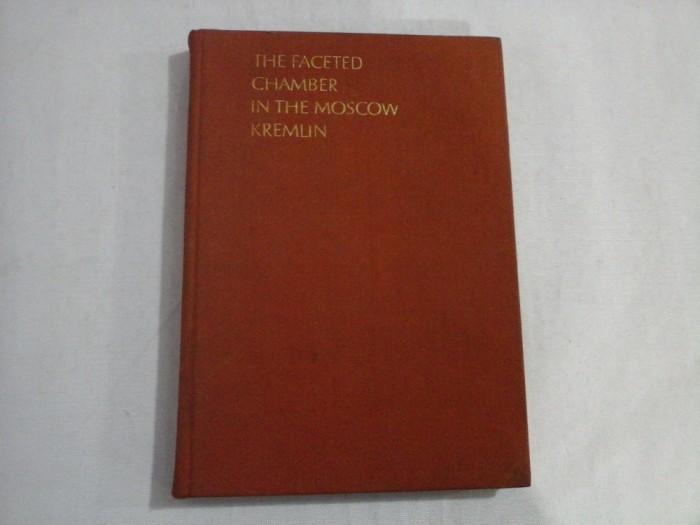 THE FACETED
CHAMBER
IN THE MOSCOW
KREMLIN